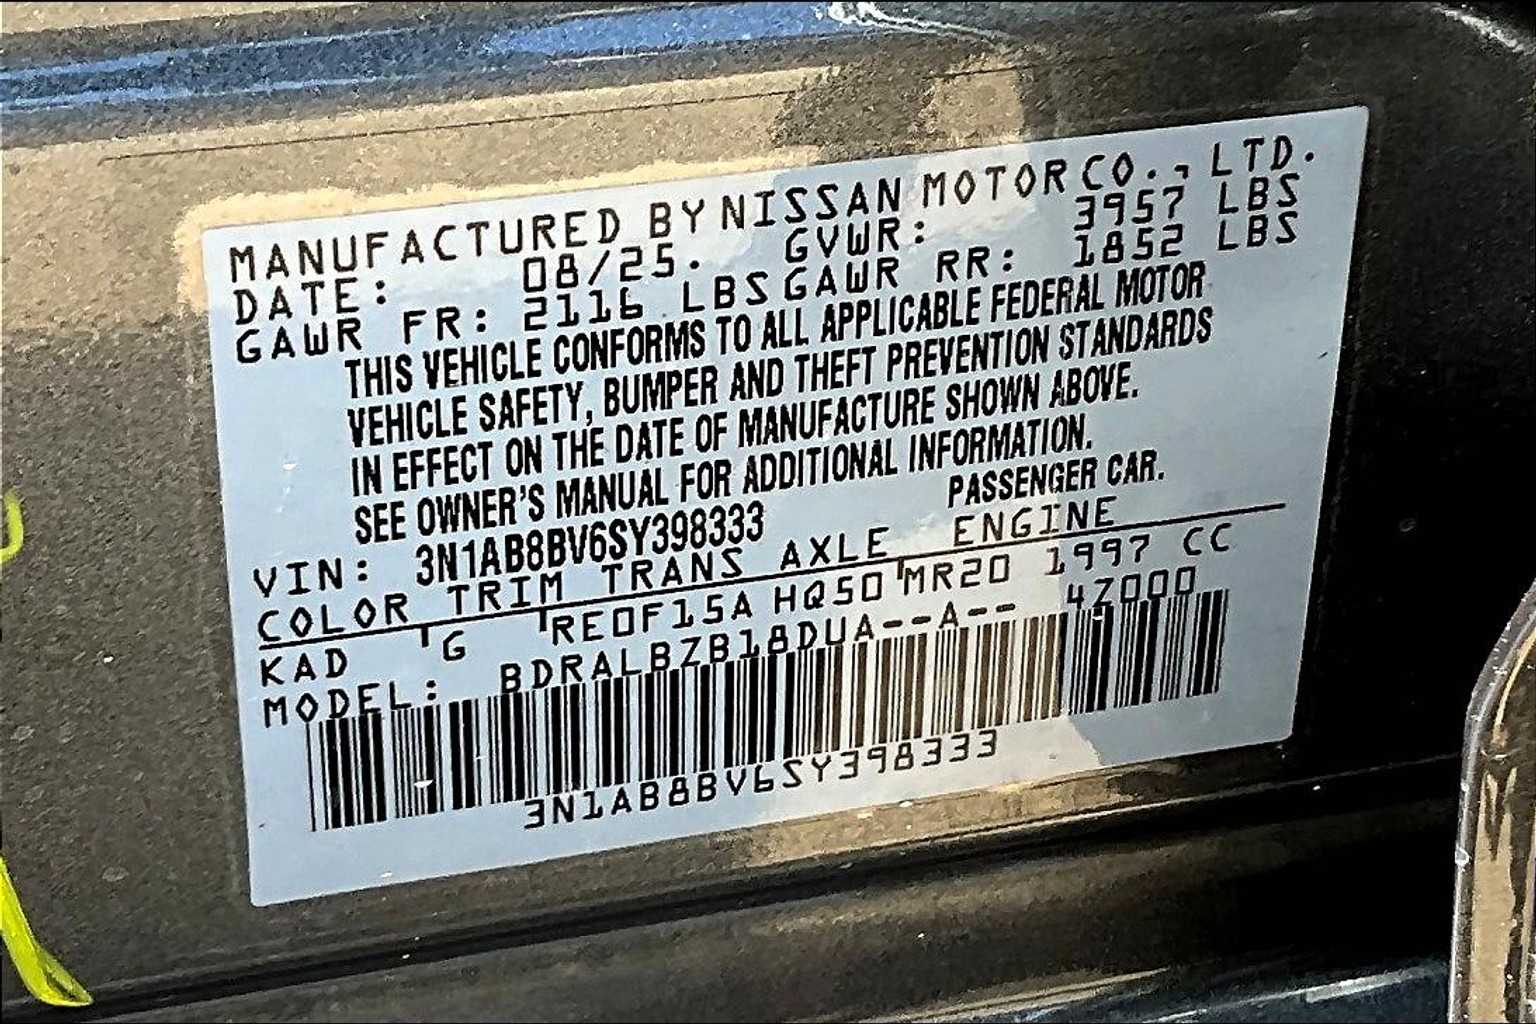 MANUFACTURED BY NISSAN MOTOR CO., LTD.
DATE: 08/25. GVWR: 3957 LBS
GAWR FR: 2116 LBS GAWR RR: 1852 LBS
THIS VEHICLE CONFORMS TO ALL APPLICABLE FEDERAL MOTOR
VEHICLE SAFETY, BUMPER AND THEFT PREVENTION STANDARDS
IN EFFECT ON THE DATE OF MANUFACTURE SHOWN ABOVE.
SEE OWNER'S MANUAL FOR ADDITIONAL INFORMATION.
VIN: 3N1AB8BV6SY398333 PASSENGER CAR.
COLOR TRIM TRANS AXLE ENGINE
KAD G RE0F15A HQ50 MR20 1997 CC
MODEL: BDRALBZB18DUA--A-- 4Z000
3N1AB8BV6SY398333